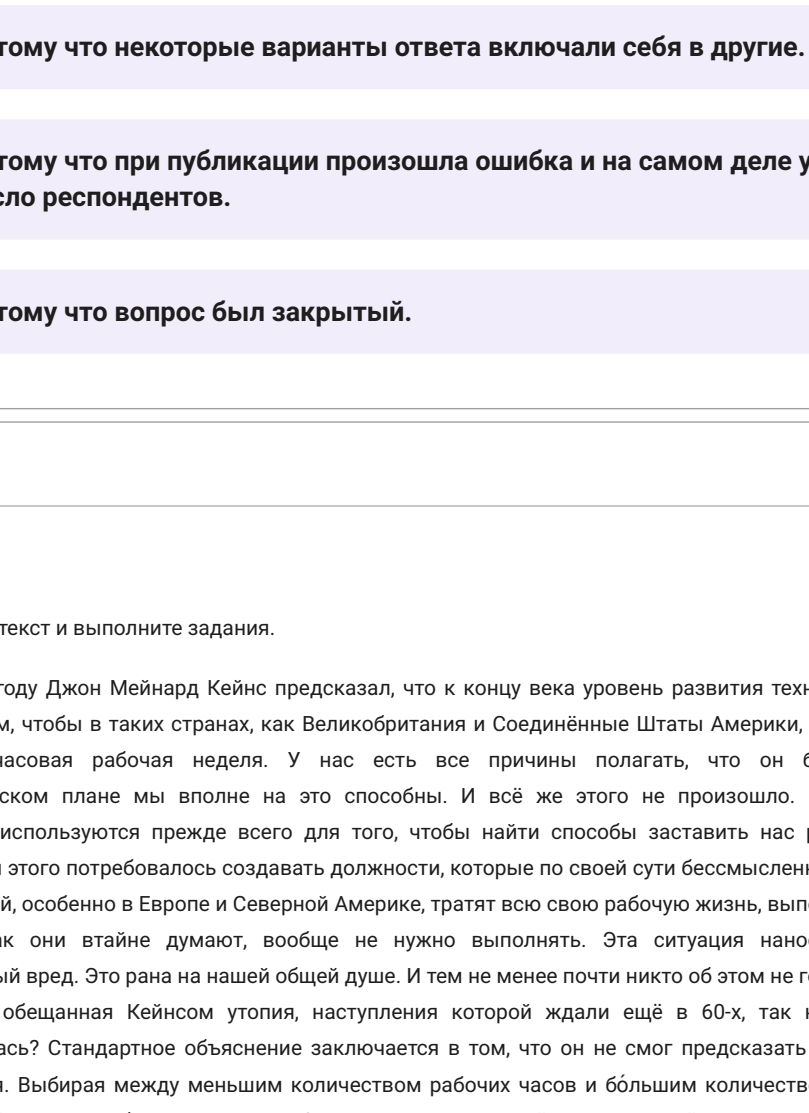 тому что некоторые варианты ответа включали себя в другие.
тому что при публикации произошла ошибка и на самом деле у
сло респондентов.
тому что вопрос был закрытый.
текст и выполните задания.
году Джон Мейнард Кейнс предсказал, что к концу века уровень развития техн
м, чтобы в таких странах, как Великобритания и Соединённые Штаты Америки,
часовая рабочая неделя. У нас есть все причины полагать, что он б
ском плане мы вполне на это способны. И всё же этого не произошло.
используются прежде всего для того, чтобы найти способы заставить нас р
этого потребовалось создавать должности, которые по своей сути бессмысленн
й, особенно в Европе и Северной Америке, тратят всю свою рабочую жизнь, вып
ак они втайне думают, вообще не нужно выполнять. Эта ситуация нано
ый вред. Это рана на нашей общей душе. И тем не менее почти никто об этом не г
обещанная Кейнсом утопия, наступления которой ждали ещё в 60-х, так н
ась? Стандартное объяснение заключается в том, что он не смог предсказать
я. Выбирая между меньшим количеством рабочих часов и бо́льшим количеств